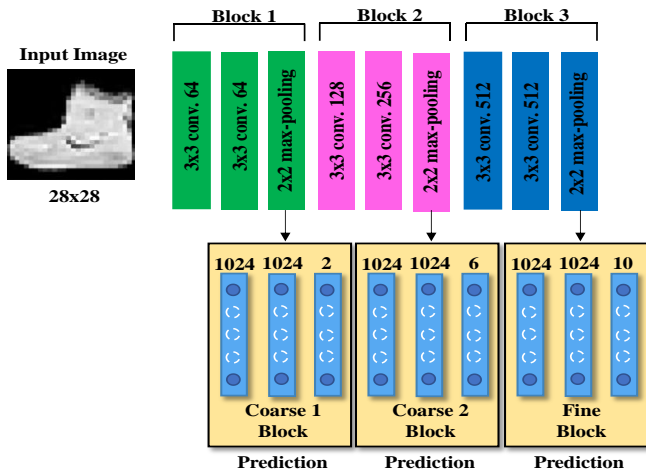 Block 1
Block 2
Block 3
Input Image
28x28
3x3 conv. 64
3x3 conv. 64
2x2 max-pooling
3x3 conv. 128
3x3 conv. 256
2x2 max-pooling
3x3 conv. 512
3x3 conv. 512
2x2 max-pooling
1024 1024 2
Coarse 1
Block
Prediction
1024 1024 6
Coarse 2
Block
Prediction
1024 1024 10
Fine
Block
Prediction